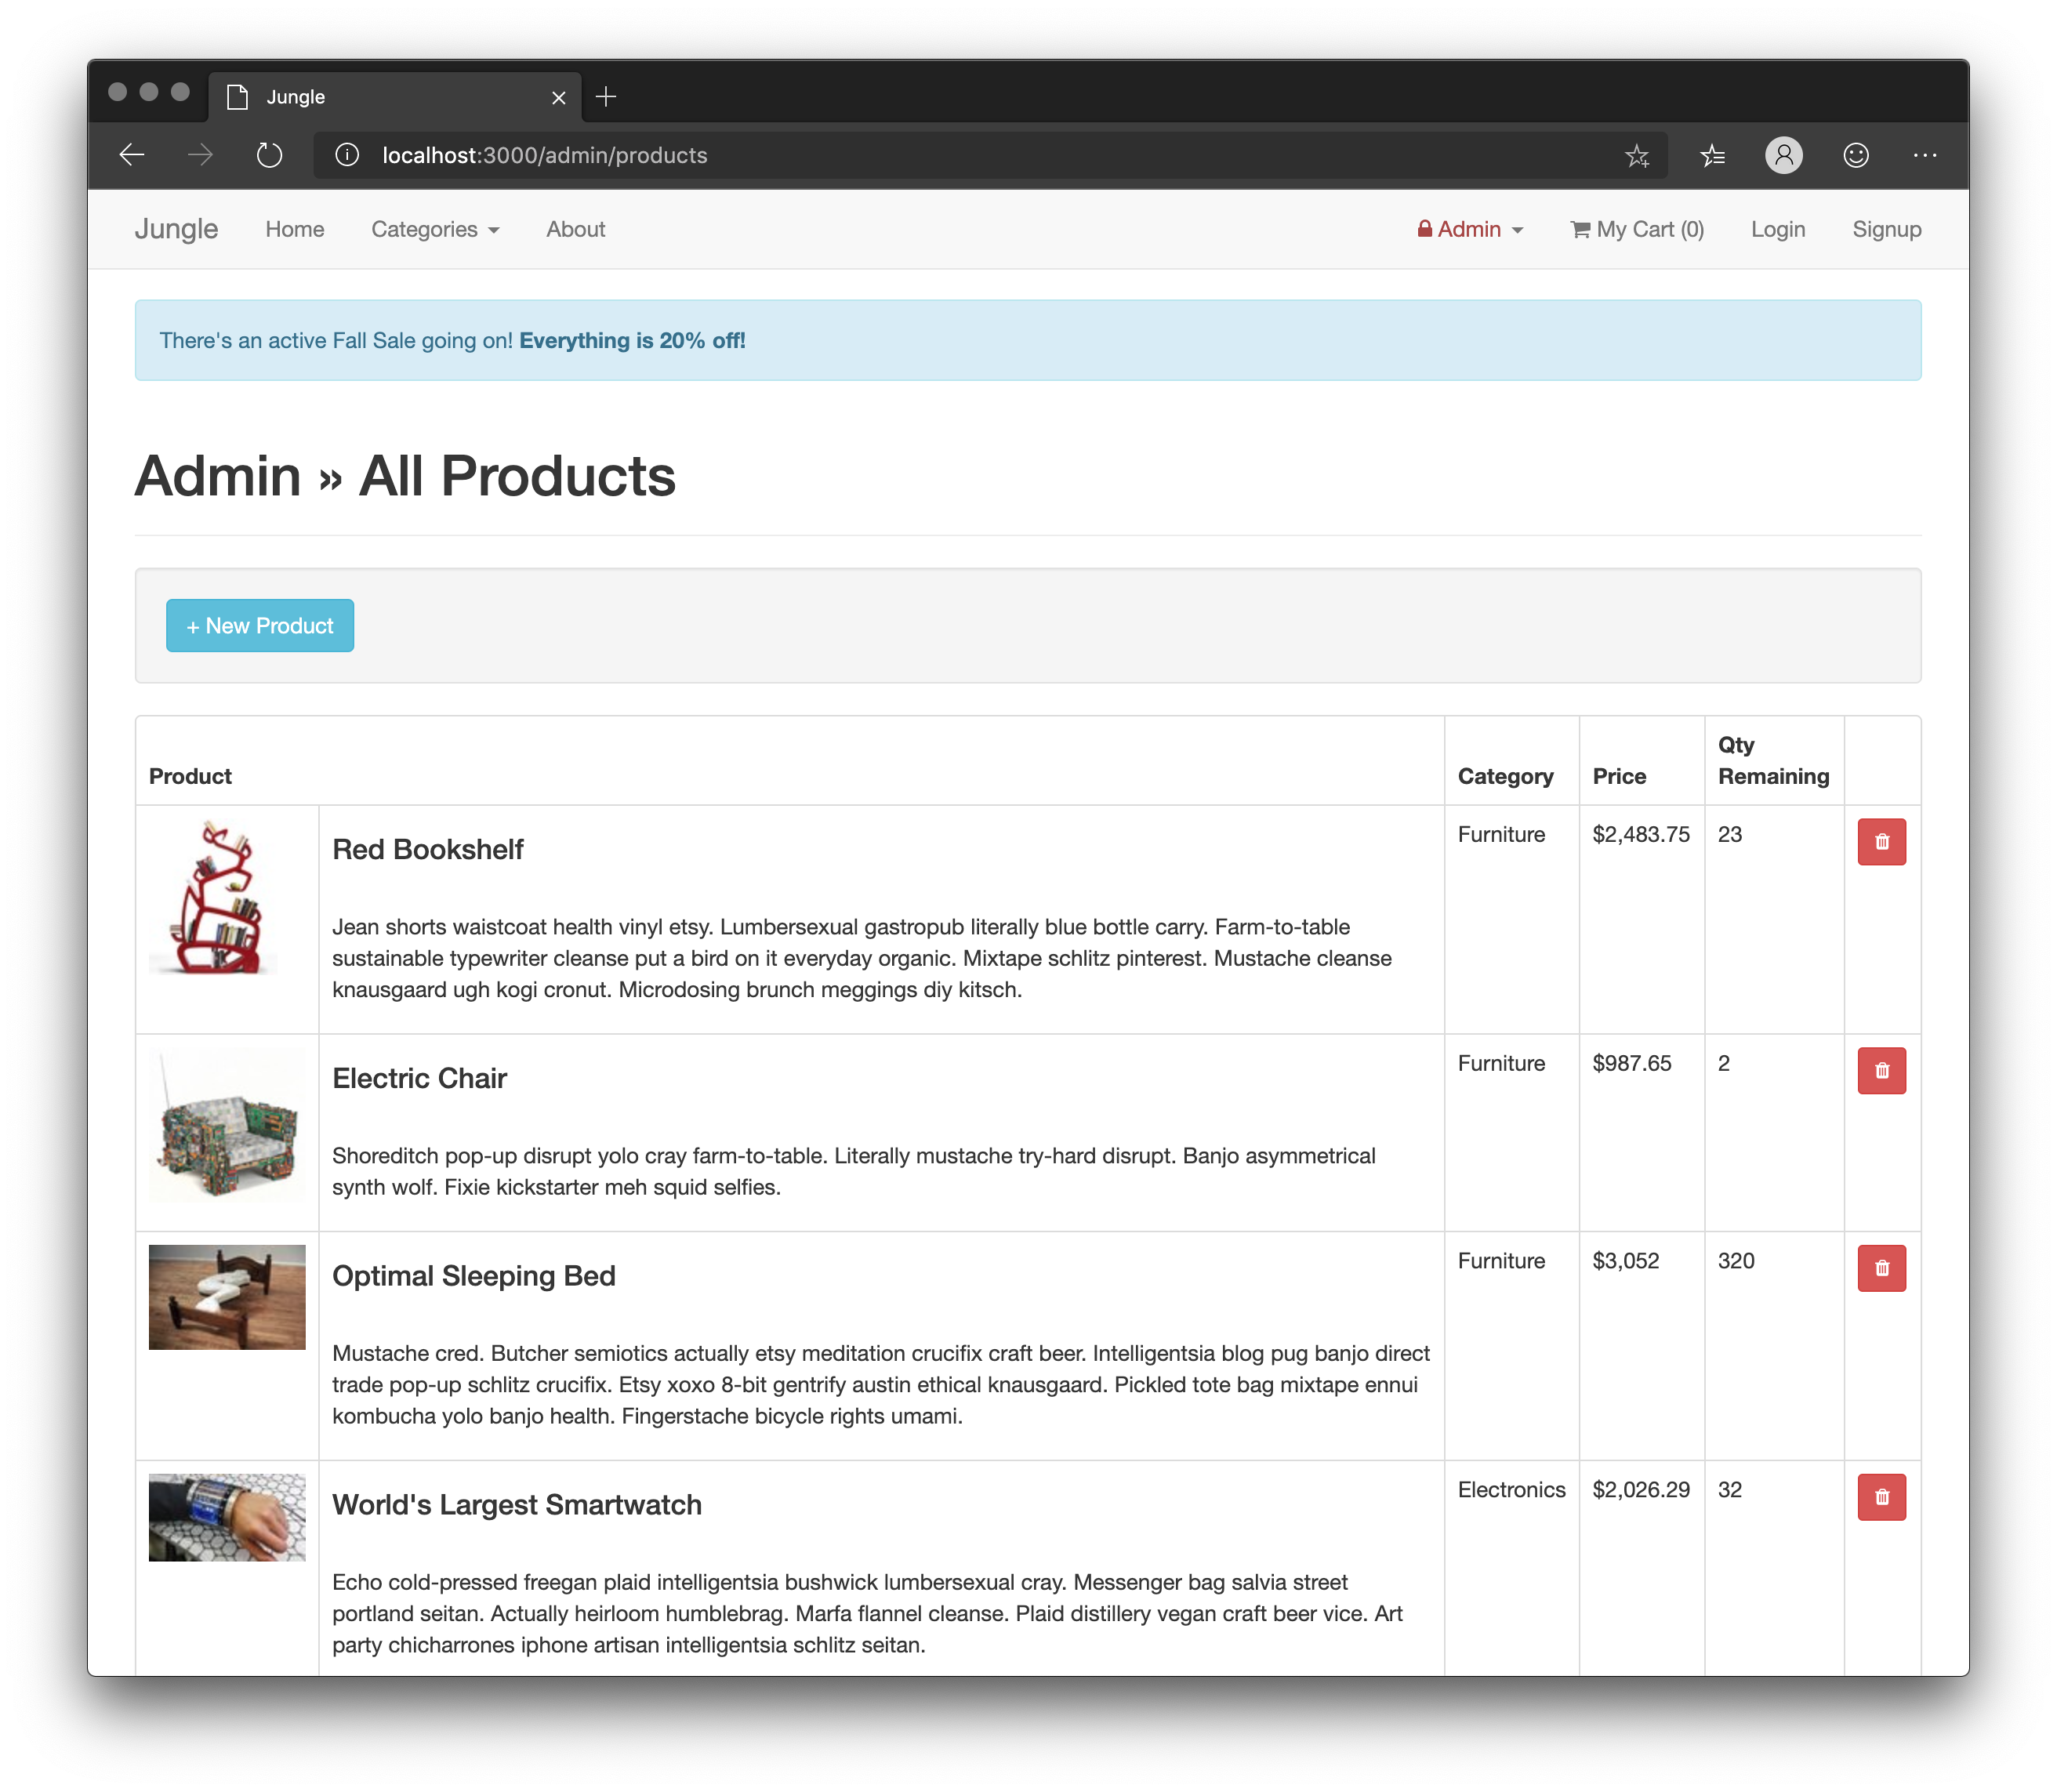 Jungle
localhost:3000/admin/products
Jungle Home Categories About Admin My Cart (0) Login Signup
There's an active Fall Sale going on! Everything is 20% off!
Admin » All Products
+ New Product
Product Category Price Qty Remaining
Red Bookshelf Furniture $2,483.75 23
Jean shorts waistcoat health vinyl etsy. Lumbersexual gastropub literally blue bottle carry. Farm-to-table
sustainable typewriter cleanse put a bird on it everyday organic. Mixtape schlitz pinterest. Mustache cleanse
knausgaard ugh kogi cronut. Microdosing brunch meggings diy kitsch.
Electric Chair Furniture $987.65 2
Shoreditch pop-up disrupt yolo cray farm-to-table. Literally mustache try-hard disrupt. Banjo asymmetrical
synth wolf. Fixie kickstarter meh squid selfies.
Optimal Sleeping Bed Furniture $3,052 320
Mustache cred. Butcher semiotics actually etsy meditation crucifix craft beer. Intelligentsia blog pug banjo direct
trade pop-up schlitz crucifix. Etsy xoxo 8-bit gentrify austin ethical knausgaard. Pickled tote bag mixtape ennui
kombucha yolo banjo health. Fingerstache bicycle rights umami.
World's Largest Smartwatch Electronics $2,026.29 32
Echo cold-pressed freegan plaid intelligentsia bushwick lumbersexual cray. Messenger bag salvia street
portland seitan. Actually heirloom humblebrag. Marfa flannel cleanse. Plaid distillery vegan craft beer vice. Art
party chicharrones iphone artisan intelligentsia schlitz seitan.